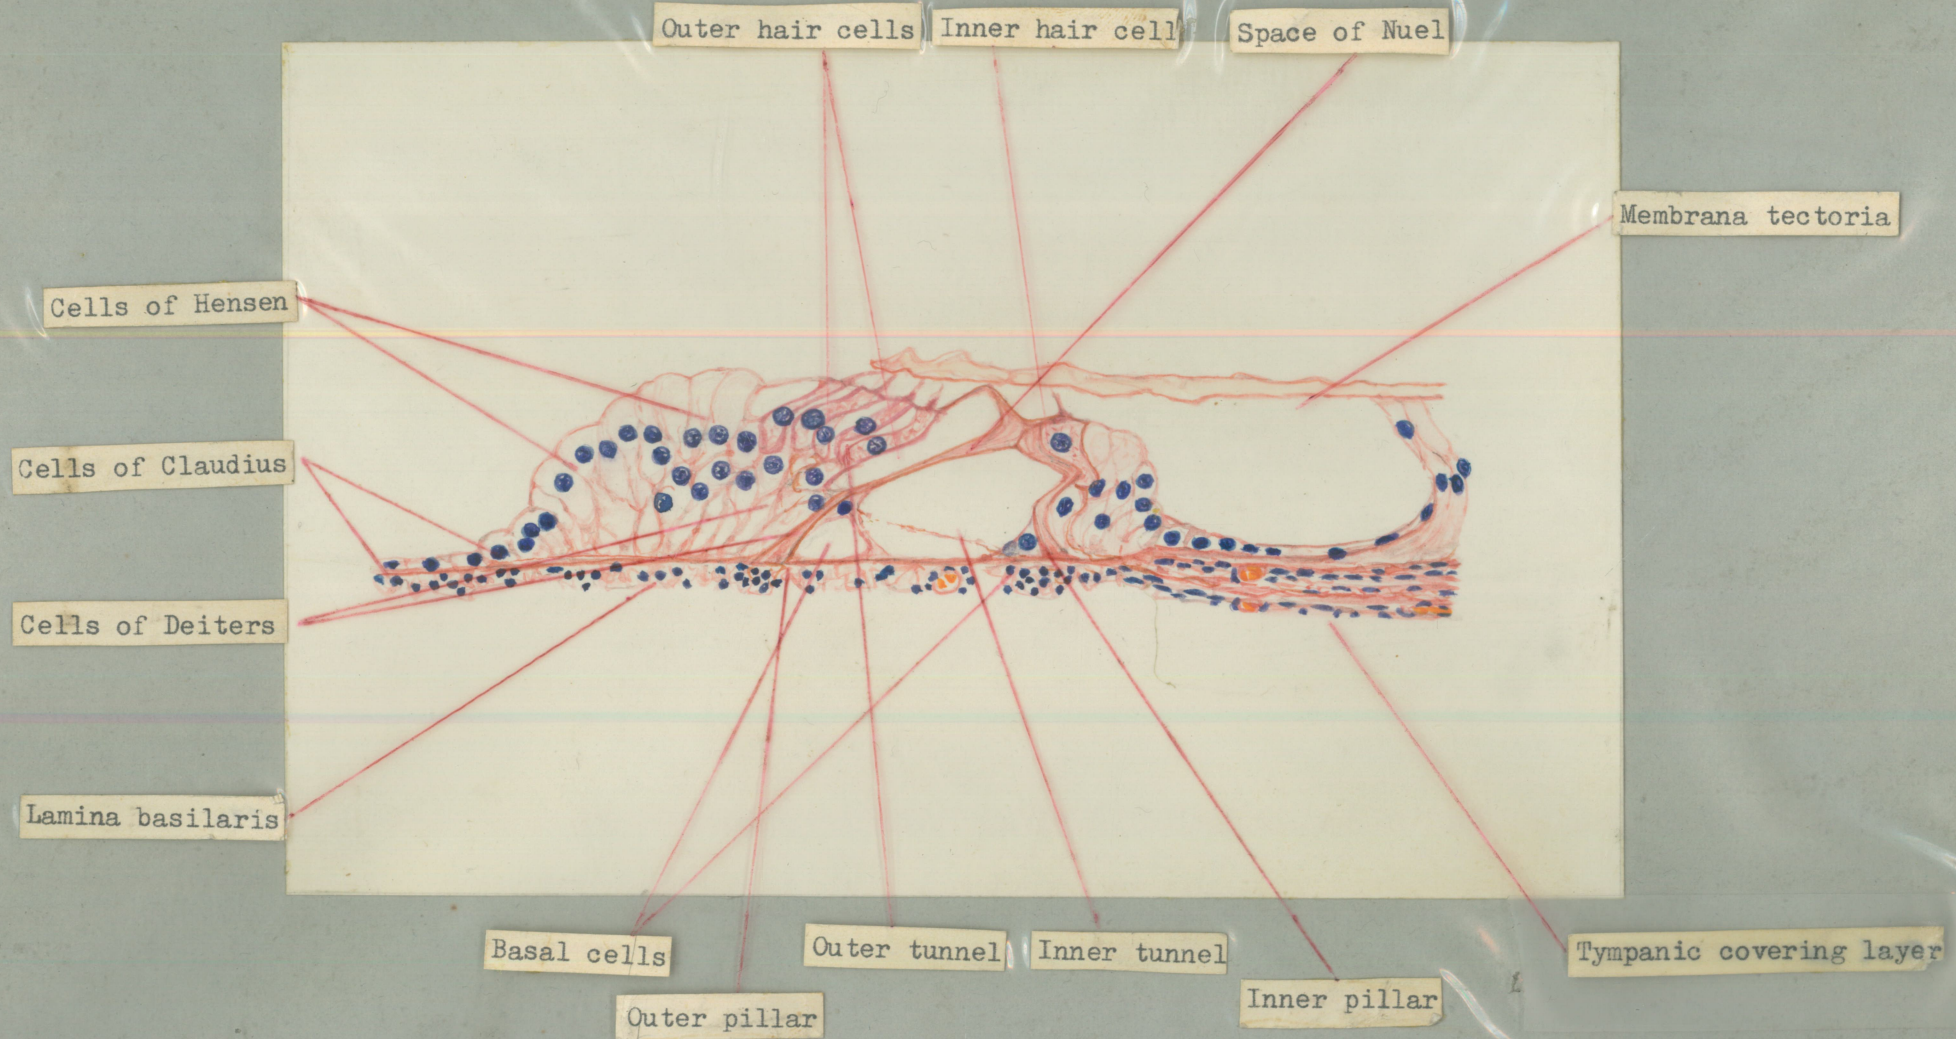 Outer hair cells
Inner hair cell
Space of Nuel
Membrana tectoria
Cells of Hensen
Cells of Claudius
Cells of Deiters
Lamina basilaris
Basal cells
Outer tunnel
Inner tunnel
Tympanic covering layer
Outer pillar
Inner pillar